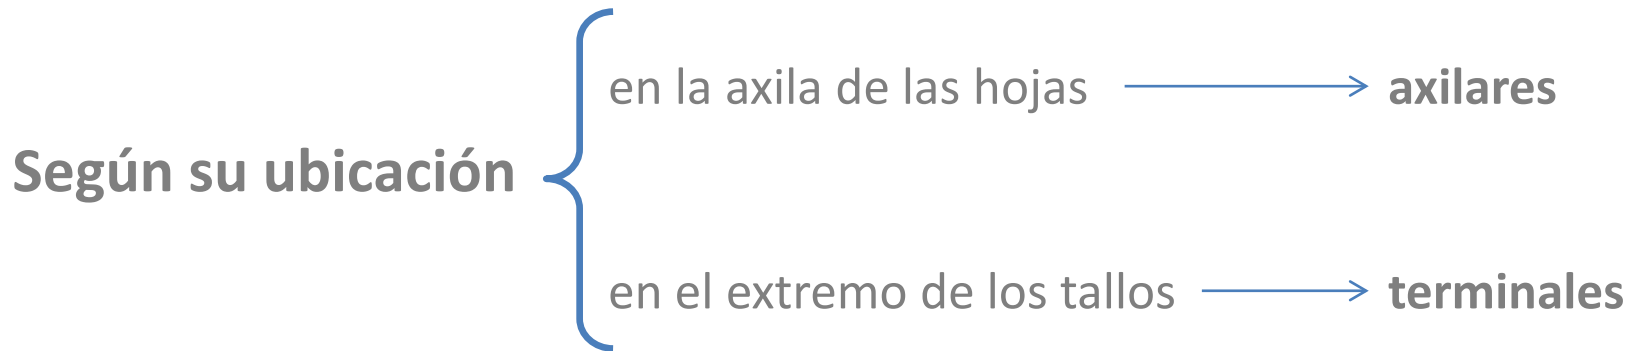 Según su ubicación
en la axila de las hojas
axilares
en el extremo de los tallos
terminales